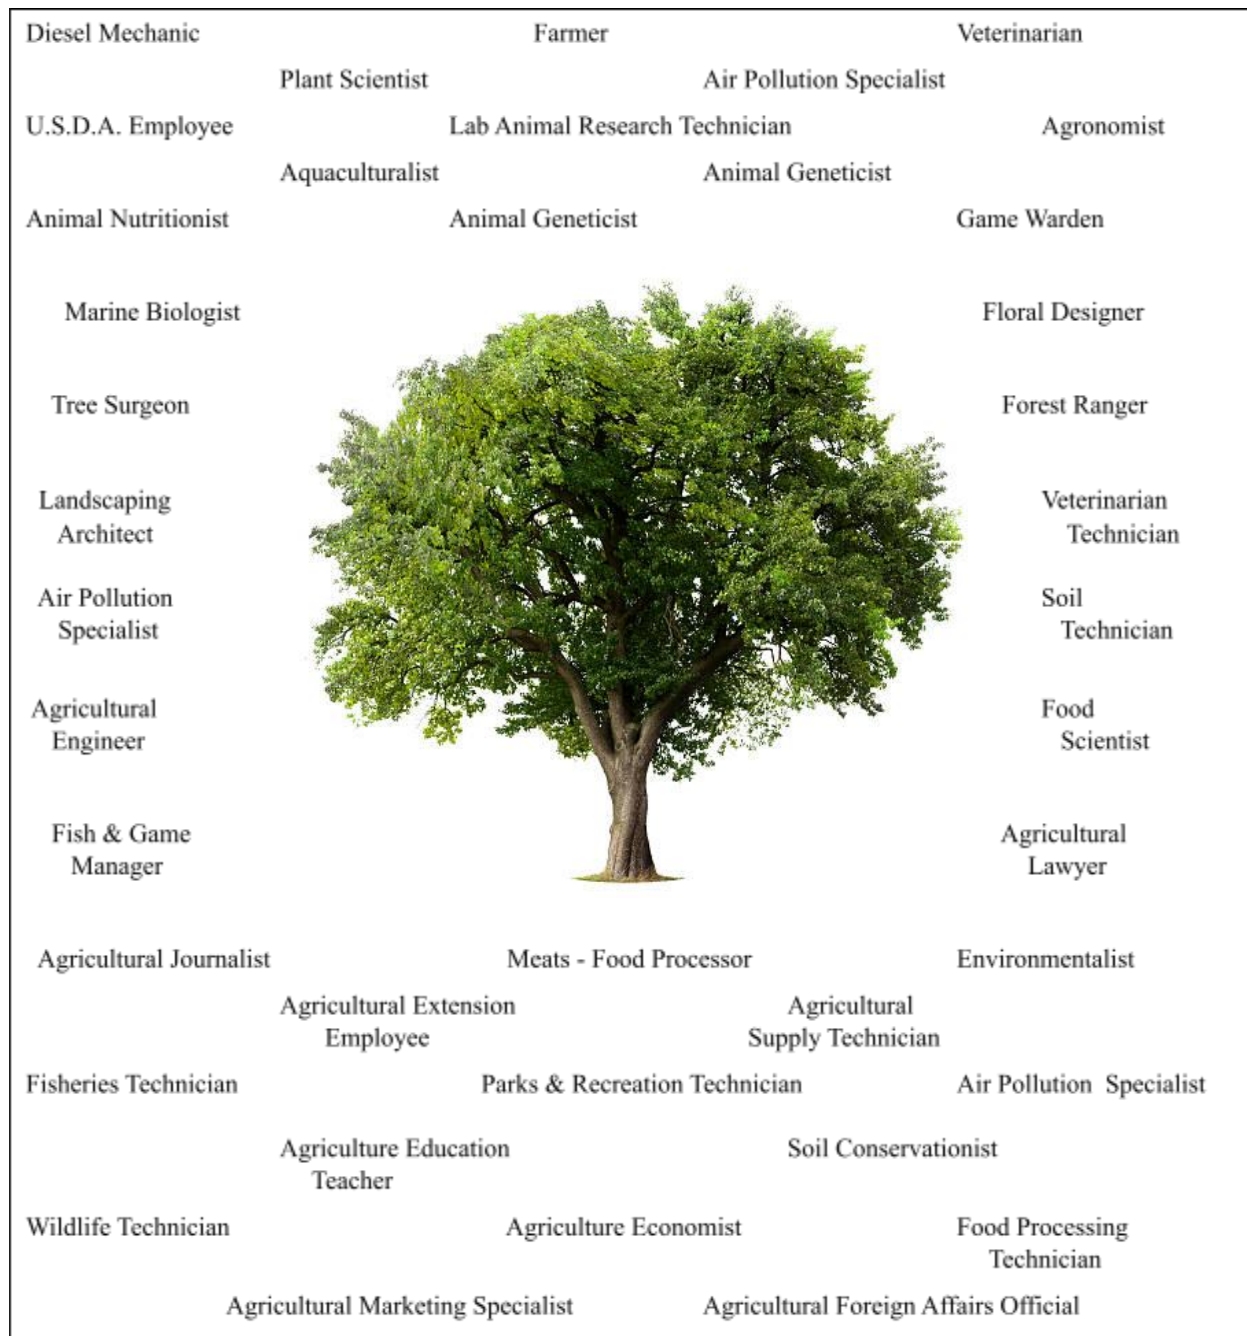 Diesel Mechanic Farmer Veterinarian
Plant Scientist Air Pollution Specialist
U.S.D.A. Employee Lab Animal Research Technician Agronomist
Aquaculturalist Animal Geneticist
Animal Nutritionist Animal Geneticist Game Warden
Marine Biologist Floral Designer
Tree Surgeon Forest Ranger
Landscaping Veterinarian
Architect Technician
Air Pollution Soil
Specialist Technician
Agricultural Food
Engineer Scientist
Fish & Game Agricultural
Manager Lawyer
Agricultural Journalist Meats - Food Processor Environmentalist
Agricultural Extension Agricultural
Employee Supply Technician
Fisheries Technician Parks & Recreation Technician Air Pollution Specialist
Agriculture Education Soil Conservationist
Teacher
Wildlife Technician Agriculture Economist Food Processing
Technician
Agricultural Marketing Specialist Agricultural Foreign Affairs Official